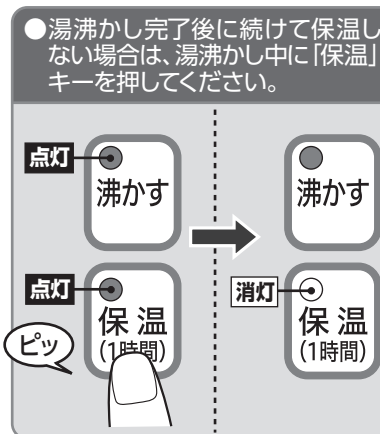 ●湯沸かし完了後に続けて保温し
ない場合は、湯沸かし中に「保温」
キーを押してください。
点灯
沸かす
沸かす
点灯
保温
(1時間)
ピッ
消灯
保温
(1時間)